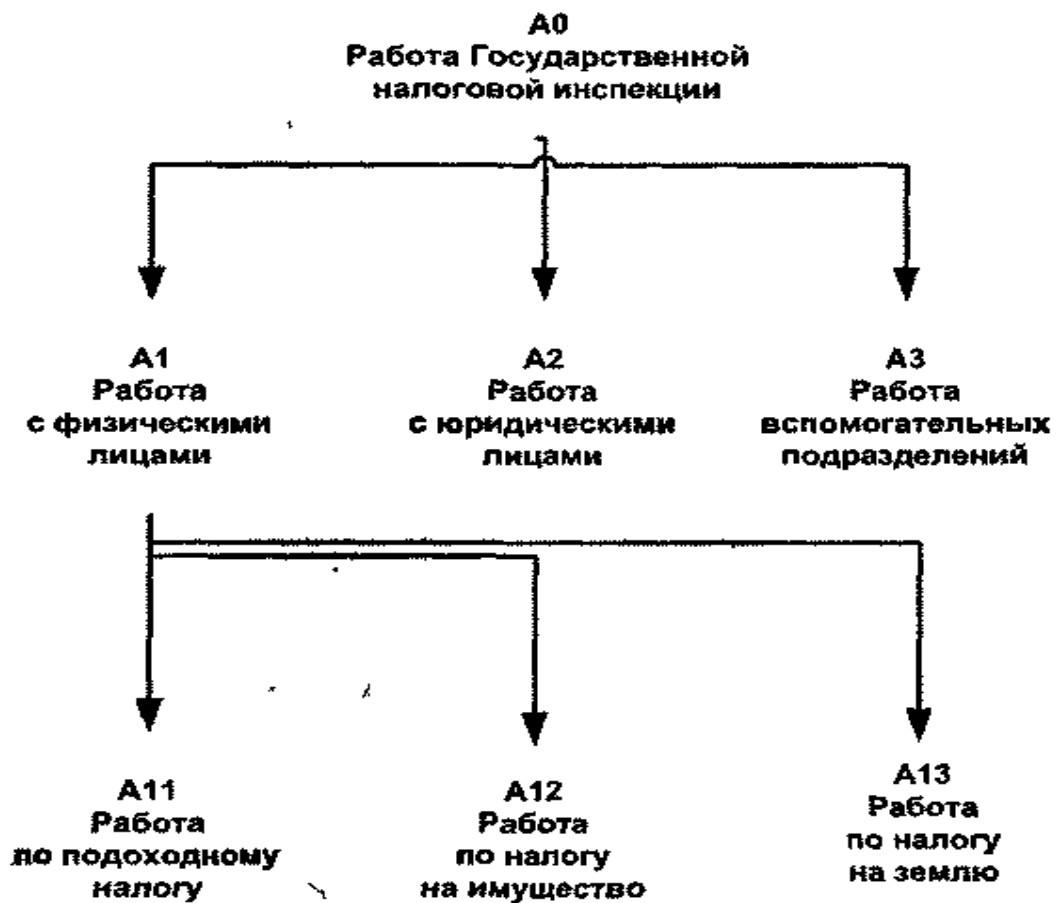 А0
Работа Государственной
налоговой инспекции
А1
Работа
с физическими
лицами
А2
Работа
с юридическими
лицами
А3
Работа
вспомогательных
подразделений
А11
Работа
по подоходному
налогу
А12
Работа
по налогу
на имущество
А13
Работа
по налогу
на землю